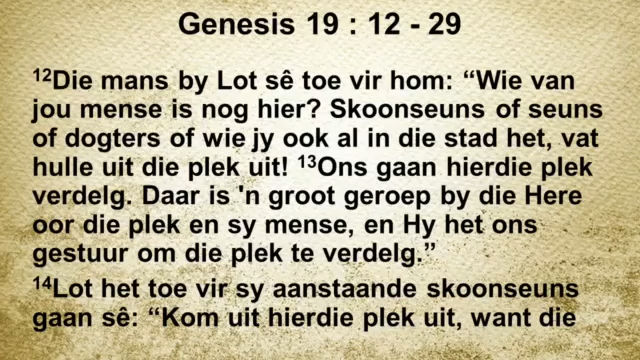 Genesis 19 : 12 - 29
12Die mans by Lot sê toe vir hom: “Wie van
jou mense is nog hier? Skoonseuns of seuns
of dogters of wie jy ook al in die stad het, vat
hulle uit die plek uit! 13Ons gaan hierdie plek
verdelg. Daar is 'n groot geroep by die Here
oor die plek en sy mense, en Hy het ons
gestuur om die plek te verdelg.”
14Lot het toe vir sy aanstaande skoonseuns
gaan sê: “Kom uit hierdie plek uit, want die